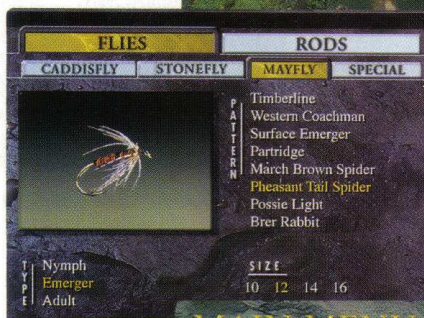 FLIES RODS
CADDISFLY STONEFLY MAYFLY SPECIAL
PATTERN
Timberline
Western Coachman
Surface Emerger
Partridge
March Brown Spider
Pheasant Tail Spider
Possie Light
Brer Rabbit
TYPE
Nymph
Emerger
Adult
SIZE
10 12 14 16